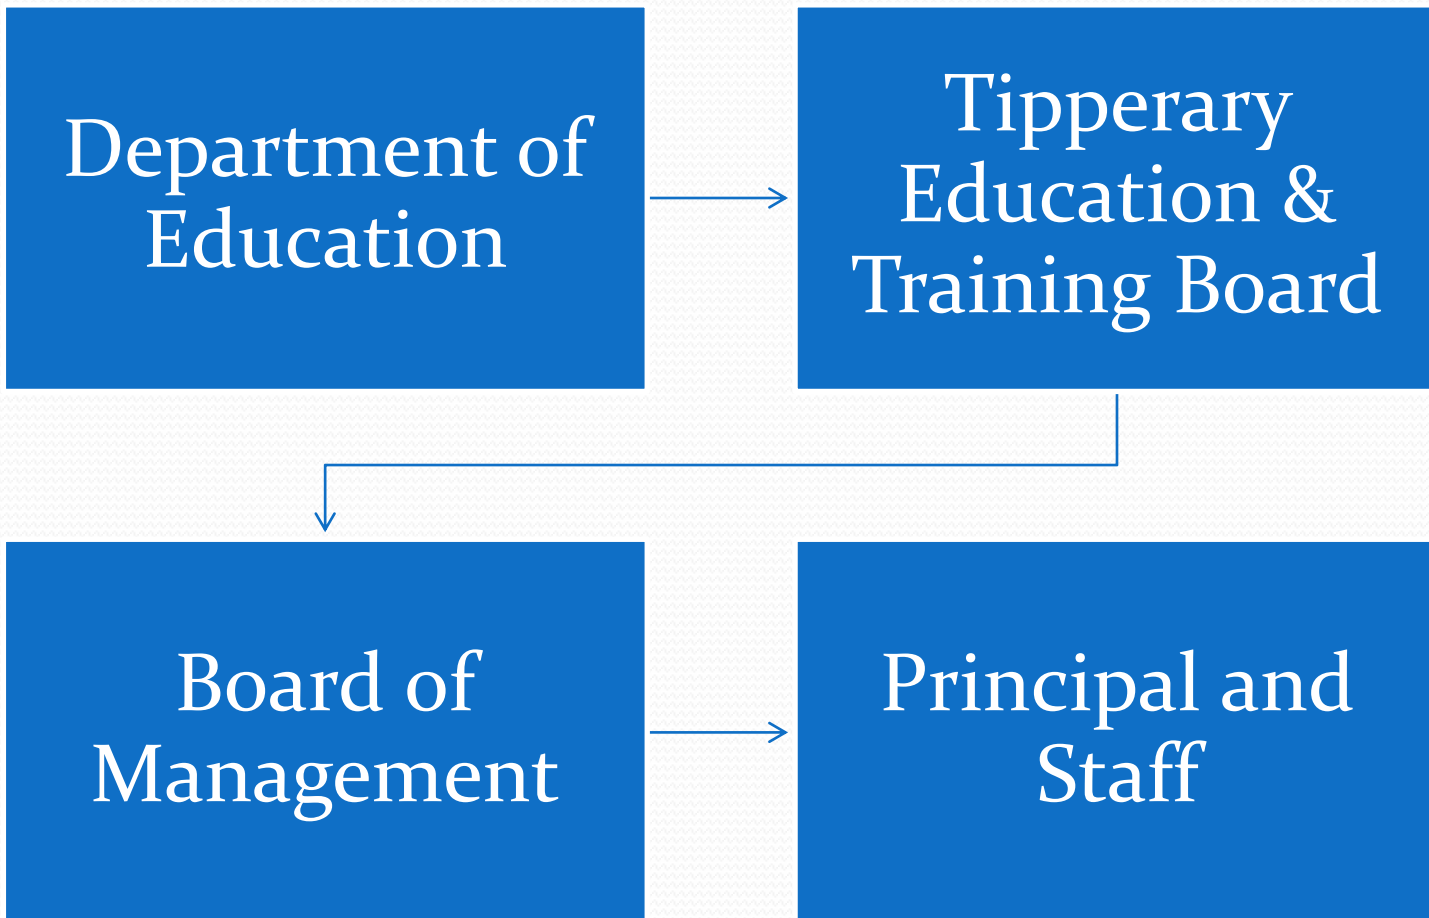 Department of
Education
Tipperary
Education &
Training Board
Board of
Management
Principal and
Staff